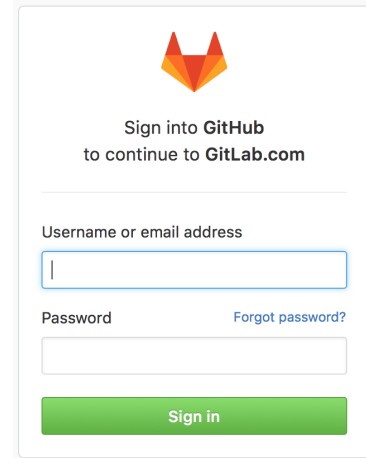 Sign into GitHub
to continue to GitLab.com
Username or email address
Password Forgot password?
Sign in